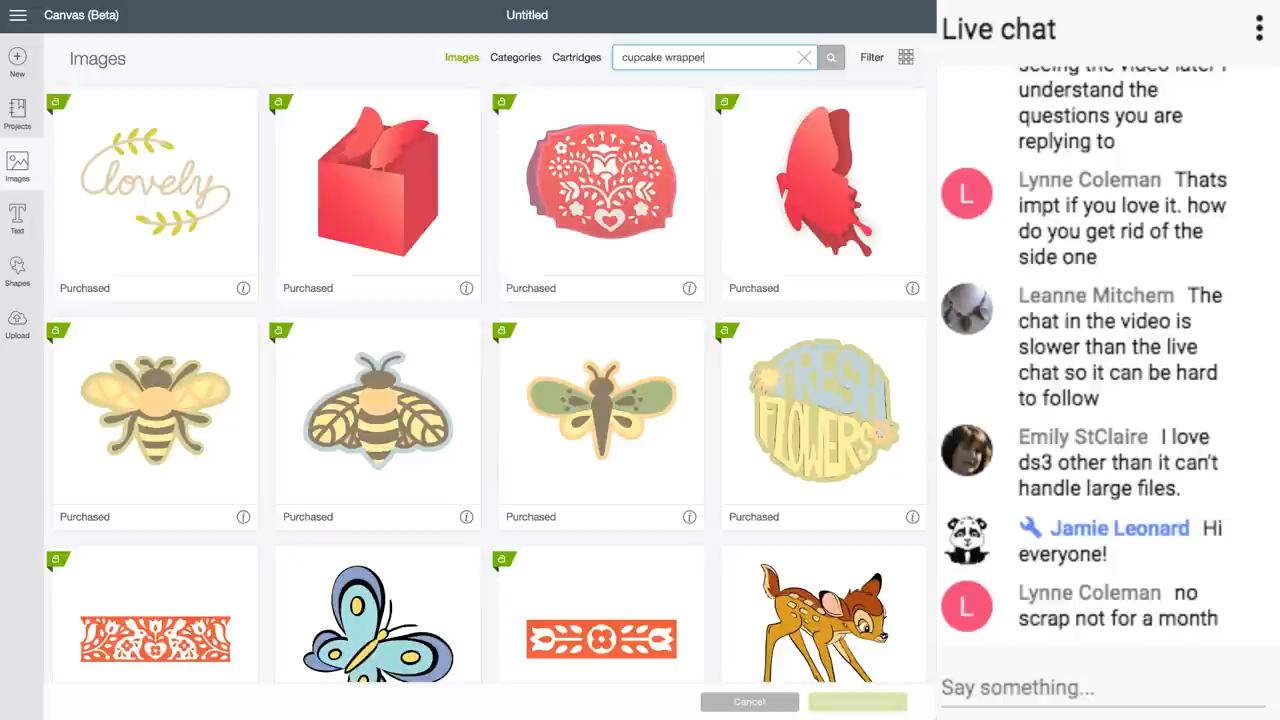 Canvas (Beta)
Untitled
New
Projects
Images
Text
Shapes
Upload
Images
Images
Categories
Cartridges
cupcake wrapper
Filter
lovely
Purchased
Purchased
Purchased
Purchased
FRESH
FLOWERS
Purchased
Purchased
Purchased
Purchased
Cancel
Live chat
seeing the video later I
understand the
questions you are
replying to
L
Lynne Coleman Thats
impt if you love it. how
do you get rid of the
side one
Leanne Mitchem The
chat in the video is
slower than the live
chat so it can be hard
to follow
Emily StClaire I love
ds3 other than it can't
handle large files.
Jamie Leonard Hi
everyone!
L
Lynne Coleman no
scrap not for a month
Say something...